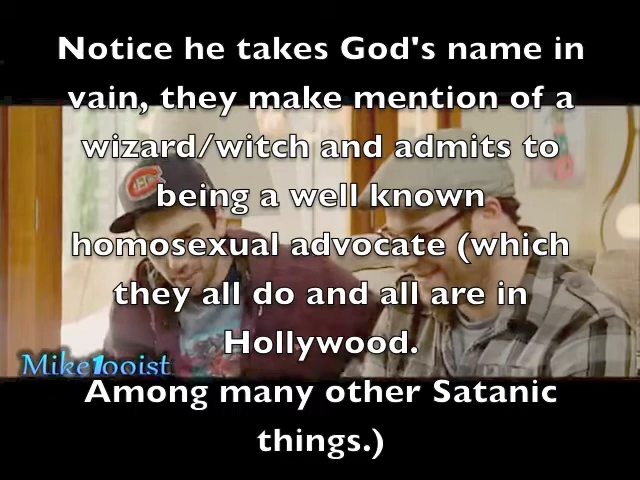 Notice he takes God's name in
vain, they make mention of a
wizard/witch and admits to
being a well known
homosexual advocate (which
they all do and all are in
Hollywood.
Mike1ooist
Among many other Satanic
things.)